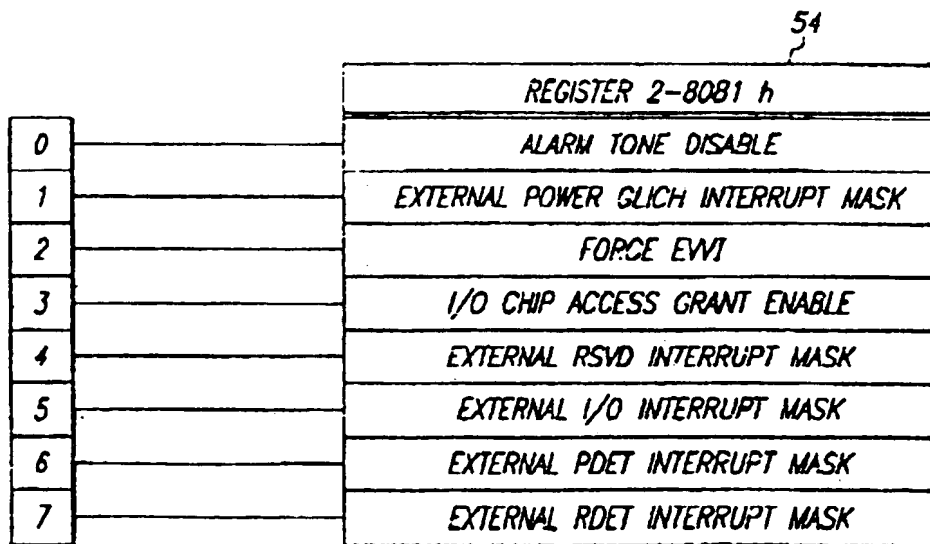 54
REGISTER 2-8081 h
0 ALARM TONE DISABLE
1 EXTERNAL POWER GLICH INTERRUPT MASK
2 FORCE EVVI
3 I/O CHIP ACCESS GRANT ENABLE
4 EXTERNAL RSVD INTERRUPT MASK
5 EXTERNAL I/O INTERRUPT MASK
6 EXTERNAL PDET INTERRUPT MASK
7 EXTERNAL RDET INTERRUPT MASK